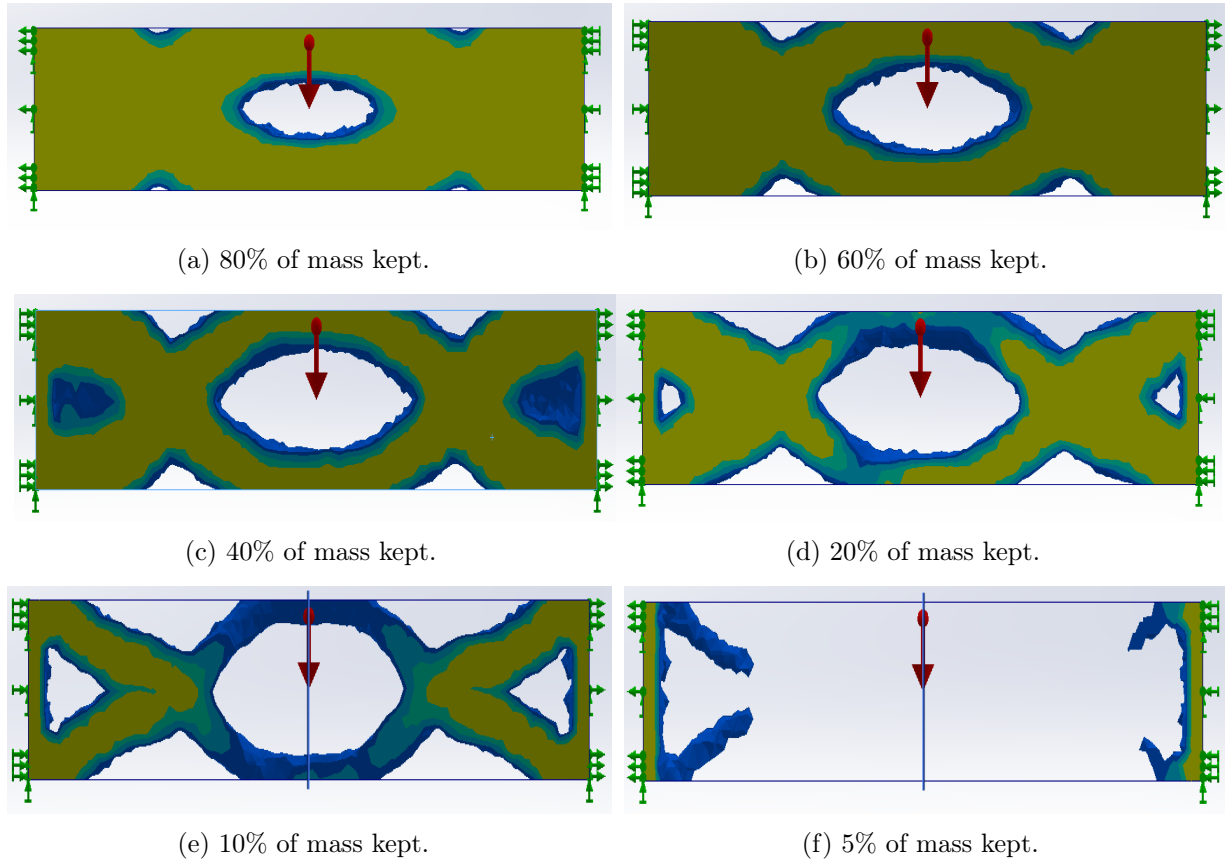 (a) 80% of mass kept.
(b) 60% of mass kept.
(c) 40% of mass kept.
(d) 20% of mass kept.
(e) 10% of mass kept.
(f) 5% of mass kept.